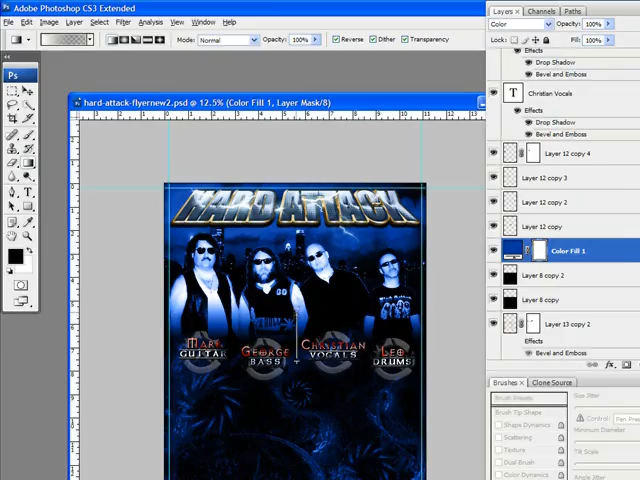 Adobe Photoshop CS3 Extended
File Edit Image Layer Select Filter Analysis View Window Help
Mode: Normal Opacity: 100% Reverse Dither Transparency
Ps
hard-attack-flyernew2.psd @ 12.5% (Color Fill 1, Layer Mask/8)
HARD ATTACK
MARK
GUITAR
GEORGE
BASS
CHRISTIAN
VOCALS
LEO
DRUMS
Layers × Channels Paths
Color Opacity: 100%
Lock: Fill: 100%
Effects
Drop Shadow
Bevel and Emboss
T Christian Vocals
Effects
Drop Shadow
Bevel and Emboss
Layer 12 copy 4
Layer 12 copy 3
Layer 12 copy 2
Layer 12 copy
Color Fill 1
Layer 8 copy 2
Layer 8 copy
Layer 13 copy 2
Effects
Bevel and Emboss
Brushes × Clone Source
Brush Presets
Brush Tip Shape
Shape Dynamics
Scattering
Texture
Dual Brush
Color Dynamics
Size Jitter
Control: Pen Pres
Minimum Diameter
Tilt Scale
Angle Jitter